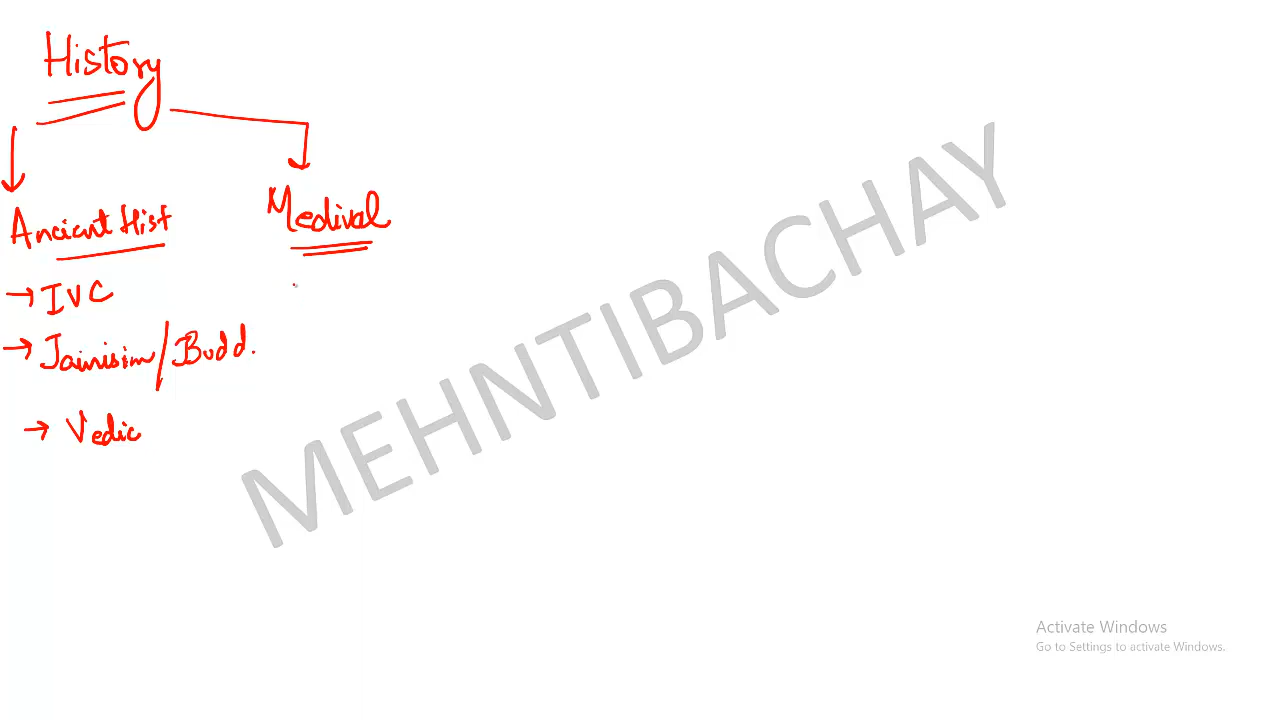 History
Ancient Hist
Medival
→ IVC
→ Jainisim / Budd.
→ Vedic
MEHNTIBACHAY
Activate Windows
Go to Settings to activate Windows.